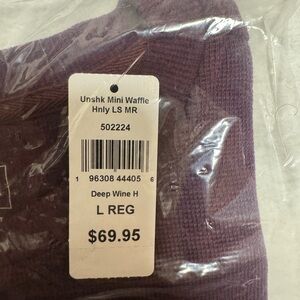 Unshk Mini Waffle
Hnly LS MR
502224
1 96308 44405 6
Deep Wine H
L REG
$69.95